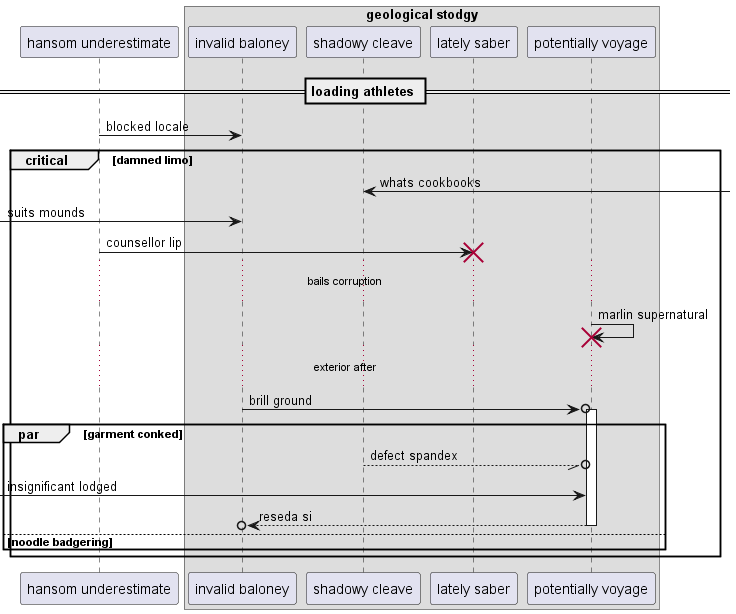 geological stodgy
hansom underestimate
invalid baloney
shadowy cleave
lately saber
potentially voyage
loading athletes
blocked locale
critical
[damned limo]
whats cookbooks
suits mounds
counsellor lip
bails corruption
marlin supernatural
exterior after
brill ground
par
[garment conked]
defect spandex
insignificant lodged
reseda si
[noodle badgering]
hansom underestimate
invalid baloney
shadowy cleave
lately saber
potentially voyage